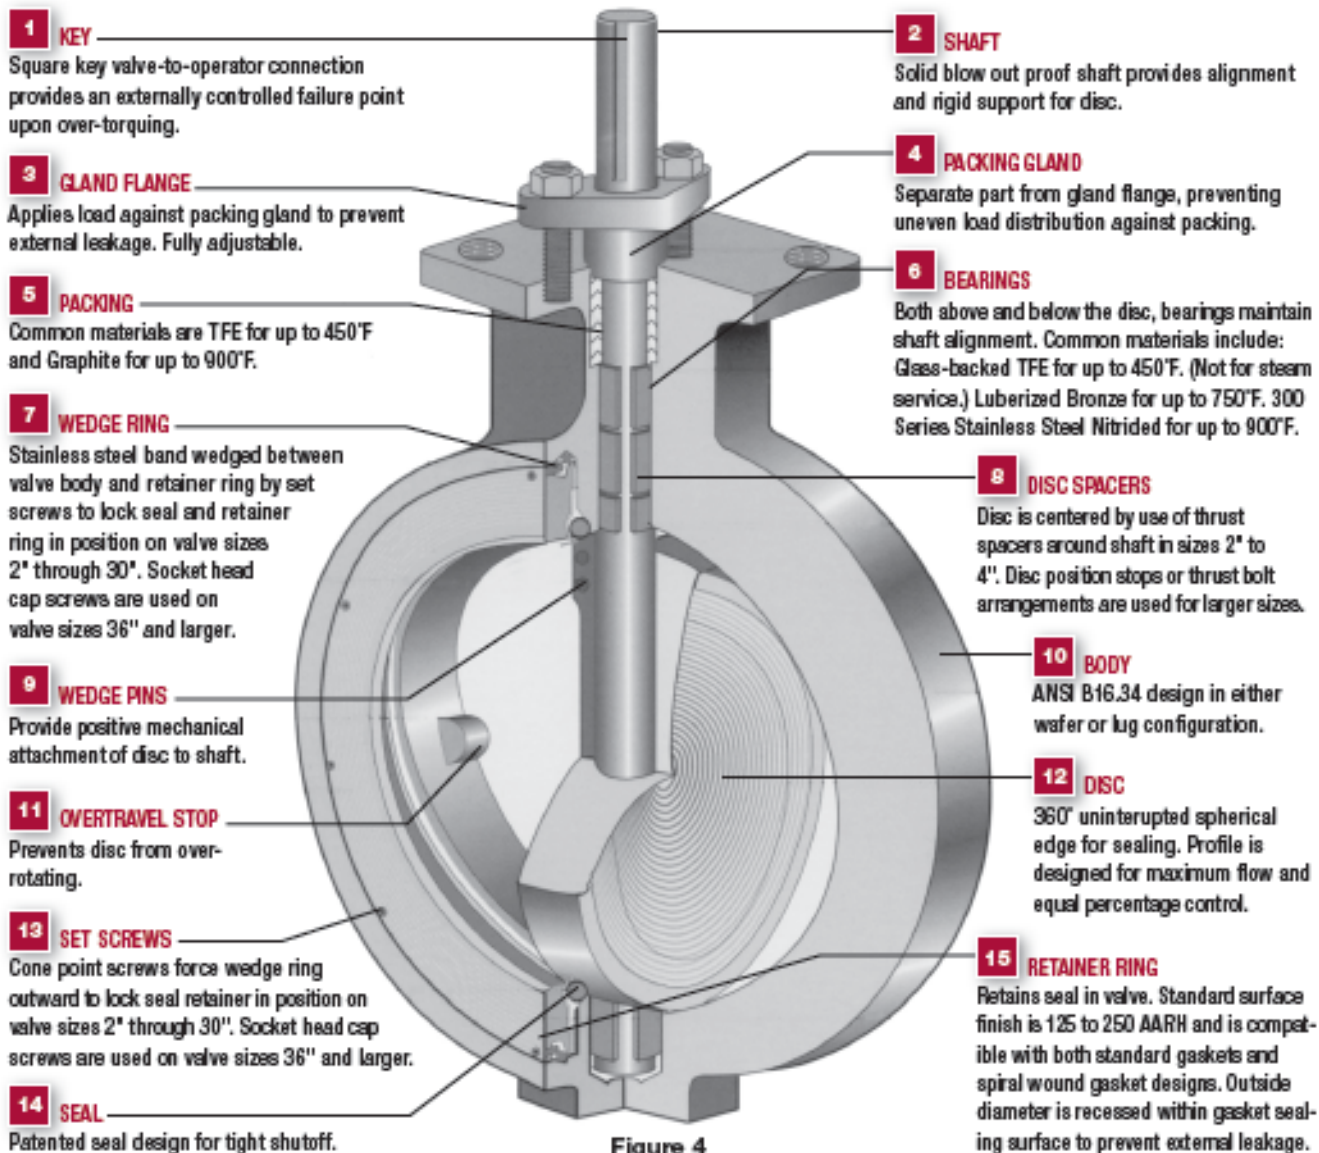 1 KEY
Square key valve-to-operator connection
provides an externally controlled failure point
upon over-torquing.
2 SHAFT
Solid blow out proof shaft provides alignment
and rigid support for disc.
3 GLAND FLANGE
Applies load against packing gland to prevent
external leakage. Fully adjustable.
4 PACKING GLAND
Separate part from gland flange, preventing
uneven load distribution against packing.
5 PACKING
Common materials are TFE for up to 450°F
and Graphite for up to 900°F.
6 BEARINGS
Both above and below the disc, bearings maintain
shaft alignment. Common materials include:
Glass-backed TFE for up to 450°F. (Not for steam
service.) Luberized Bronze for up to 750°F. 300
Series Stainless Steel Nitrided for up to 900°F.
7 WEDGE RING
Stainless steel band wedged between
valve body and retainer ring by set
screws to lock seal and retainer
ring in position on valve sizes
2" through 30". Socket head
cap screws are used on
valve sizes 36" and larger.
8 DISC SPACERS
Disc is centered by use of thrust
spacers around shaft in sizes 2" to
4". Disc position stops or thrust bolt
arrangements are used for larger sizes.
9 WEDGE PINS
Provide positive mechanical
attachment of disc to shaft.
10 BODY
ANSI B16.34 design in either
wafer or lug configuration.
11 OVERTRAVEL STOP
Prevents disc from over-
rotating.
12 DISC
360° uninterupted spherical
edge for sealing. Profile is
designed for maximum flow and
equal percentage control.
13 SET SCREWS
Cone point screws force wedge ring
outward to lock seal retainer in position on
valve sizes 2" through 30". Socket head cap
screws are used on valve sizes 36" and larger.
14 SEAL
Patented seal design for tight shutoff.
15 RETAINER RING
Retains seal in valve. Standard surface
finish is 125 to 250 AARH and is compat-
ible with both standard gaskets and
spiral wound gasket designs. Outside
diameter is recessed within gasket seal-
ing surface to prevent external leakage.
Figure 4